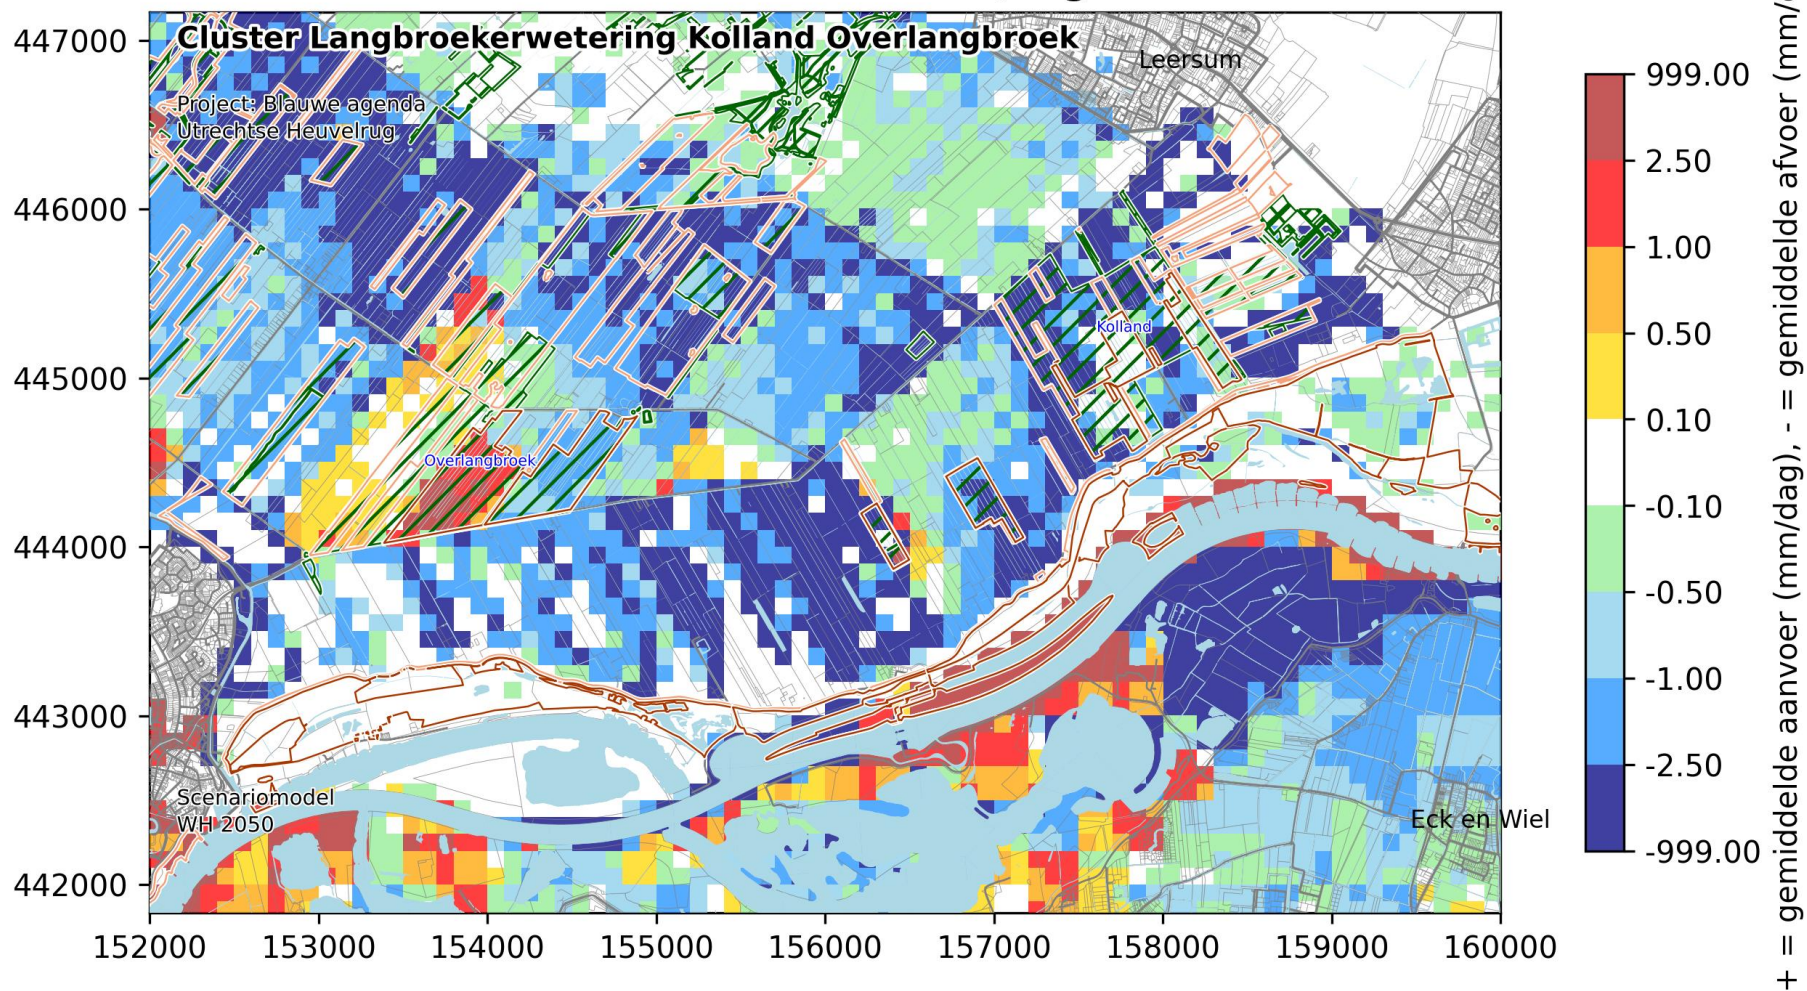 Cluster Langbroekerwetering Kolland Overlangbroek
Leersum
Project: Blauwe agenda
Utrechtse Heuvelrug
Kolland
Overlangbroek
Scenariomodel
WH 2050
Eck en Wiel
447000
446000
445000
444000
443000
442000
152000 153000 154000 155000 156000 157000 158000 159000 160000
999.00
2.50
1.00
0.50
0.10
-0.10
-0.50
-1.00
-2.50
-999.00
+ = gemiddelde aanvoer (mm/dag), - = gemiddelde afvoer (mm/